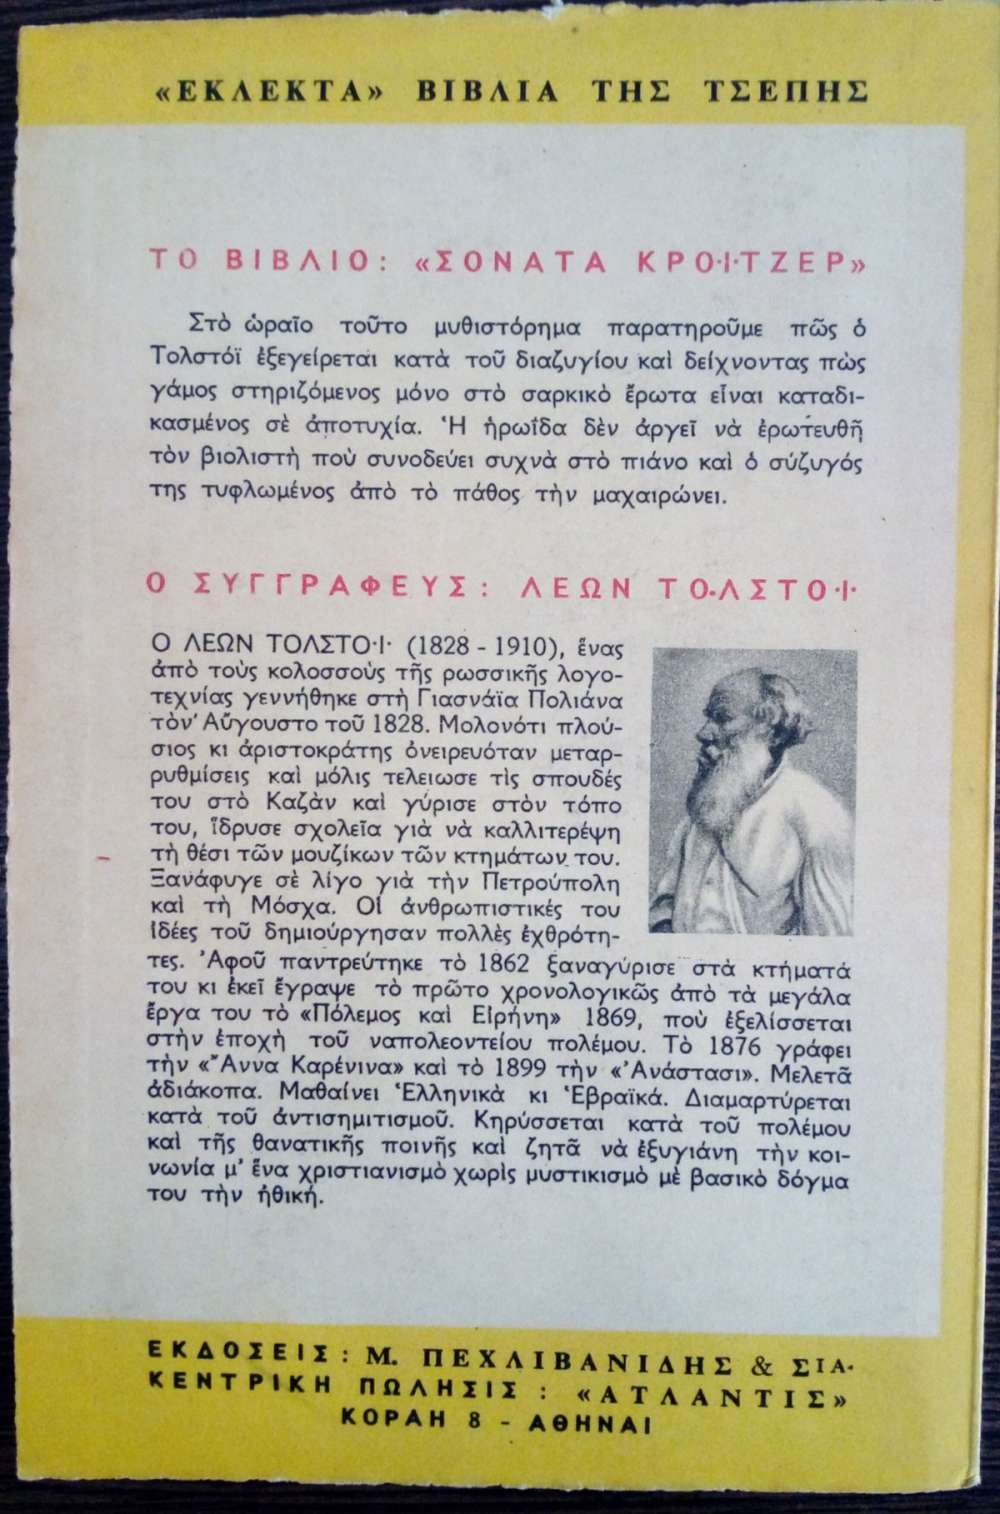 «ΕΚΛΕΚΤΑ» ΒΙΒΛΙΑ ΤΗΣ ΤΣΕΠΗΣ
ΤΟ ΒΙΒΛΙΟ: «ΣΟΝΑΤΑ ΚΡΟ·Ι·ΤΖΕΡ»
Στὸ ὡραῖο τοῦτο μυθιστόρημα παρατηροῦμε πῶς ὁ
Τολστόϊ ἐξεγείρεται κατὰ τοῦ διαζυγίου καὶ δείχνοντας πὼς
γάμος στηριζόμενος μόνο στὸ σαρκικὸ ἔρωτα εἶναι καταδι-
κασμένος σὲ ἀποτυχία. Ἡ ἡρωΐδα δὲν ἀργεῖ νὰ ἐρωτευθῇ
τὸν βιολιστὴ ποὺ συνοδεύει συχνὰ στὸ πιάνο καὶ ὁ σύζυγός
της τυφλωμένος ἀπὸ τὸ πάθος τὴν μαχαιρώνει.
Ο ΣΥΓΓΡΑΦΕΥΣ: ΛΕΩΝ ΤΟ.ΛΣΤΟ·Ι·
Ο ΛΕΩΝ ΤΟΛΣΤΟ·Ι· (1828 - 1910), ἕνας
ἀπὸ τοὺς κολοσσοὺς τῆς ρωσσικῆς λογο-
τεχνίας γεννήθηκε στὴ Γιασνάϊα Πολιάνα
τὸν Αὔγουστο τοῦ 1828. Μολονότι πλού-
σιος κι ἀριστοκράτης ὀνειρευόταν μεταρ-
ρυθμίσεις καὶ μόλις τελειωσε τὶς σπουδές
του στὸ Καζὰν καὶ γύρισε στὸν τόπο
του, ἵδρυσε σχολεῖα γιὰ νὰ καλλιτερέψη
τὴ θέσι τῶν μουζίκων τῶν κτημάτων του.
Ξανάφυγε σὲ λίγο γιὰ τὴν Πετρούπολη
καὶ τὴ Μόσχα. Οἱ ἀνθρωπιστικές του
ἰδέες τοῦ δημιούργησαν πολλὲς ἐχθρότη-
τες. Ἀφοῦ παντρεύτηκε τὸ 1862 ξαναγύρισε στὰ κτήματά
του κι ἐκεῖ ἔγραψε τὸ πρῶτο χρονολογικῶς ἀπὸ τὰ μεγάλα
ἔργα του τὸ «Πόλεμος καὶ Εἰρήνη» 1869, ποὺ ἐξελίσσεται
στὴν ἐποχὴ τοῦ ναπολεοντείου πολέμου. Τὸ 1876 γράφει
τὴν «Ἄννα Καρένινα» καὶ τὸ 1899 τὴν «Ἀνάστασι». Μελετᾶ
ἀδιάκοπα. Μαθαίνει Ἑλληνικὰ κι Ἑβραϊκά. Διαμαρτύρεται
κατὰ τοῦ ἀντισημιτισμοῦ. Κηρύσσεται κατὰ τοῦ πολέμου
καὶ τῆς θανατικῆς ποινῆς καὶ ζητᾶ νὰ ἐξυγιάνη τὴν κοι-
νωνία μ' ἕνα χριστιανισμὸ χωρὶς μυστικισμὸ μὲ βασικὸ δόγμα
του τὴν ἠθική.
ΕΚΔΟΣΕΙΣ: Μ. ΠΕΧΛΙΒΑΝΙΔΗΣ & ΣΙΑ·
ΚΕΝΤΡΙΚΗ ΠΩΛΗΣΙΣ: «ΑΤΛΑΝΤΙΣ»
ΚΟΡΑΗ 8 - ΑΘΗΝΑΙ